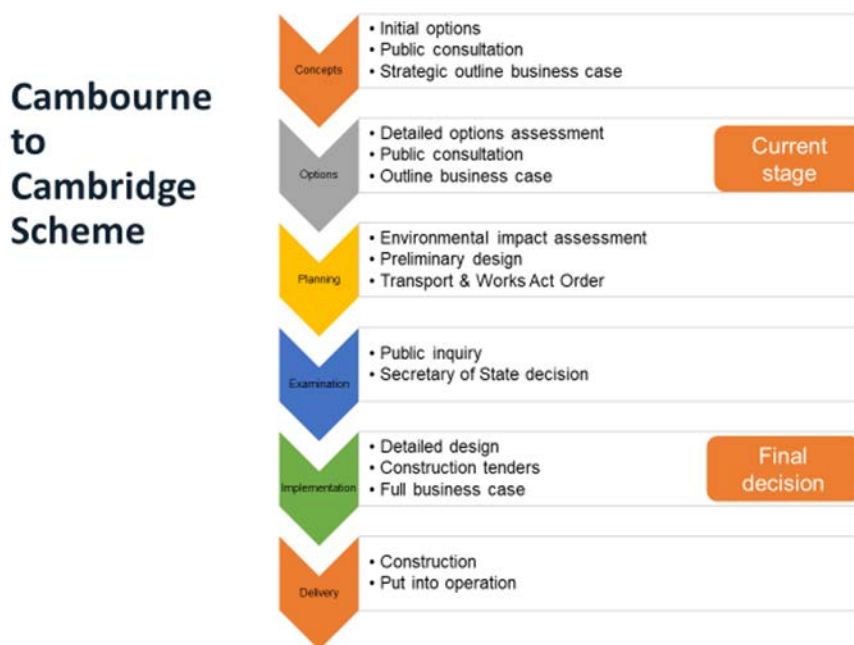 Cambourne
to
Cambridge
Scheme
Concepts
• Initial options
• Public consultation
• Strategic outline business case
Options
• Detailed options assessment
• Public consultation
• Outline business case
Current
stage
Planning
• Environmental impact assessment
• Preliminary design
• Transport & Works Act Order
Examination
• Public inquiry
• Secretary of State decision
Implementation
• Detailed design
• Construction tenders
• Full business case
Final
decision
Delivery
• Construction
• Put into operation